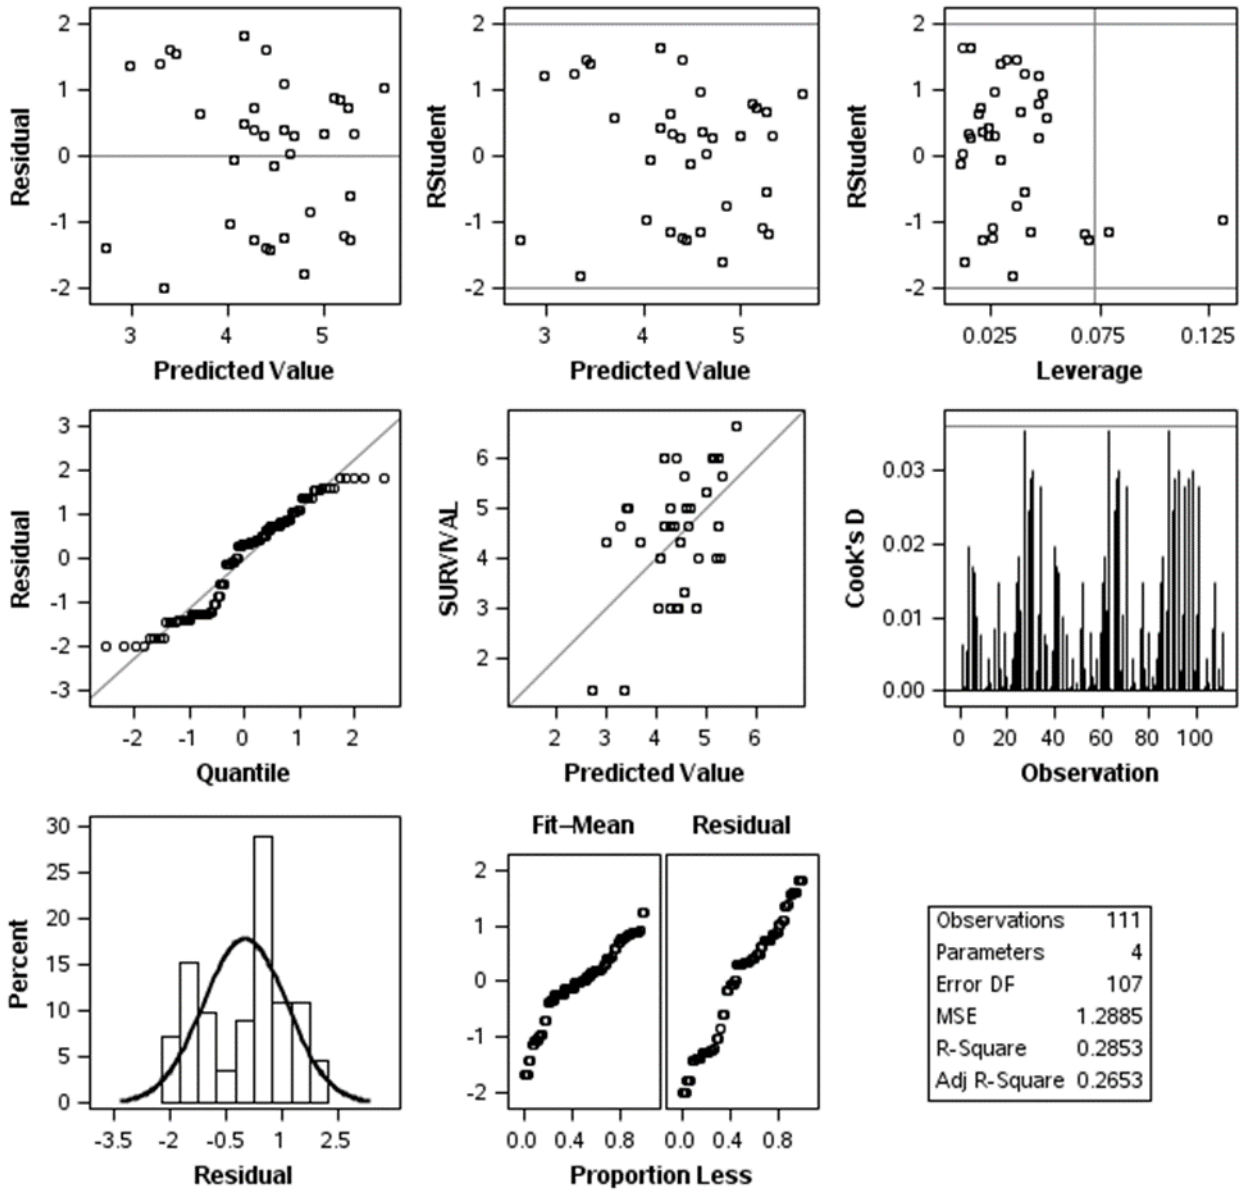 2
1
0
-1
-2
Residual
3 4 5
Predicted Value
2
1
0
-1
-2
RStudent
3 4 5
Predicted Value
2
1
0
-1
-2
RStudent
0.025 0.075 0.125
Leverage
3
2
1
0
-1
-2
-3
Residual
-2 -1 0 1 2
Quantile
6
5
4
3
2
SURVIVAL
2 3 4 5 6
Predicted Value
0.03
0.02
0.01
0.00
Cook's D
0 20 40 60 80 100
Observation
30
25
20
15
10
5
0
Percent
-3.5 -2 -0.5 1 2.5
Residual
Fit–Mean Residual
2
1
0
-1
-2
0.0 0.4 0.8 0.0 0.4 0.8
Proportion Less
Observations 111
Parameters 4
Error DF 107
MSE 1.2885
R-Square 0.2853
Adj R-Square 0.2653